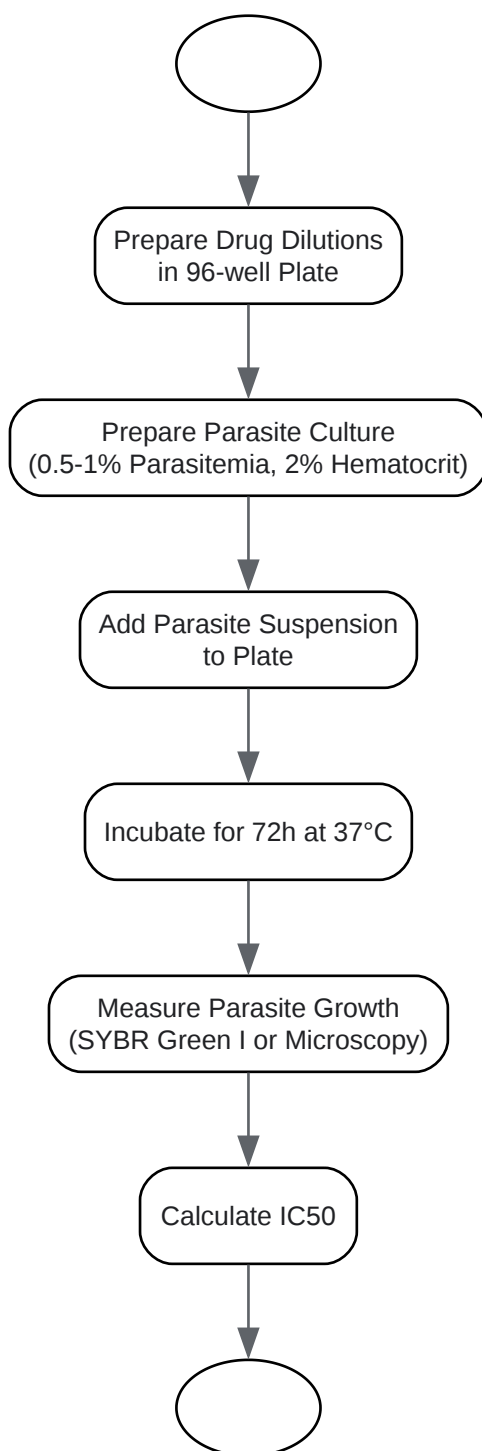 Prepare Drug Dilutions
in 96-well Plate
Prepare Parasite Culture
(0.5-1% Parasitemia, 2% Hematocrit)
Add Parasite Suspension
to Plate
Incubate for 72h at 37°C
Measure Parasite Growth
(SYBR Green I or Microscopy)
Calculate IC50